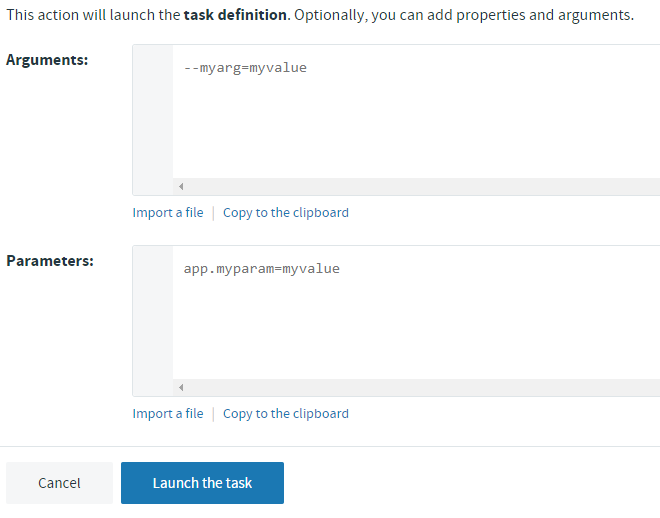 This action will launch the task definition. Optionally, you can add properties and arguments.
Arguments:
--myarg=myvalue
Import a file | Copy to the clipboard
Parameters:
app.myparam=myvalue
Import a file | Copy to the clipboard
Cancel
Launch the task